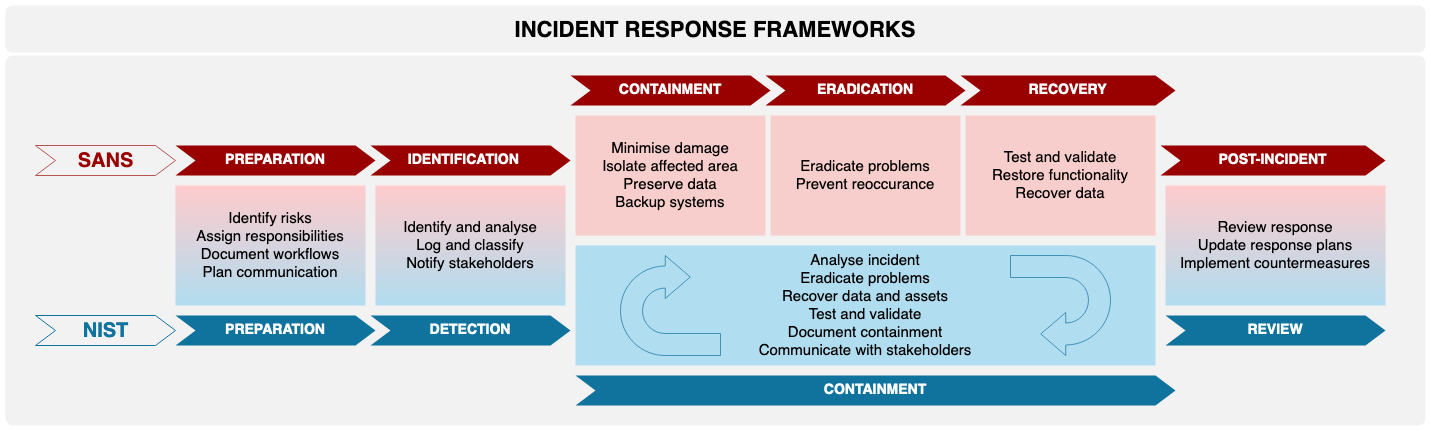 INCIDENT RESPONSE FRAMEWORKS
CONTAINMENT
ERADICATION
RECOVERY
Minimise damage
Isolate affected area
Preserve data
Backup systems
Eradicate problems
Prevent reoccurance
Test and validate
Restore functionality
Recover data
SANS
PREPARATION
IDENTIFICATION
POST-INCIDENT
Identify risks
Assign responsibilities
Document workflows
Plan communication
Identify and analyse
Log and classify
Notify stakeholders
Review response
Update response plans
Implement countermeasures
Analyse incident
Eradicate problems
Recover data and assets
Test and validate
Document containment
Communicate with stakeholders
NIST
PREPARATION
DETECTION
REVIEW
CONTAINMENT